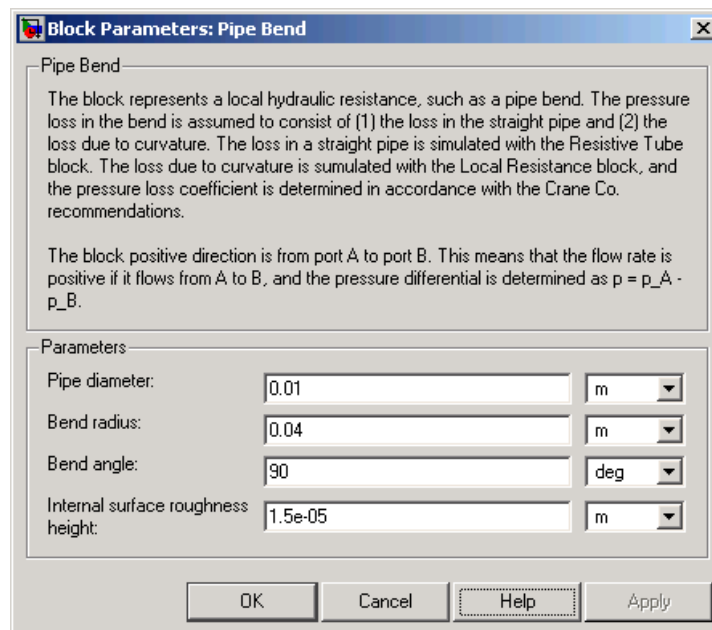 Block Parameters: Pipe Bend
Pipe Bend
The block represents a local hydraulic resistance, such as a pipe bend. The pressure
loss in the bend is assumed to consist of (1) the loss in the straight pipe and (2) the
loss due to curvature. The loss in a straight pipe is simulated with the Resistive Tube
block. The loss due to curvature is sumulated with the Local Resistance block, and
the pressure loss coefficient is determined in accordance with the Crane Co.
recommendations.
The block positive direction is from port A to port B. This means that the flow rate is
positive if it flows from A to B, and the pressure differential is determined as p = p_A -
p_B.
Parameters
Pipe diameter: 0.01 m
Bend radius: 0.04 m
Bend angle: 90 deg
Internal surface roughness
height: 1.5e-05 m
OK Cancel Help Apply